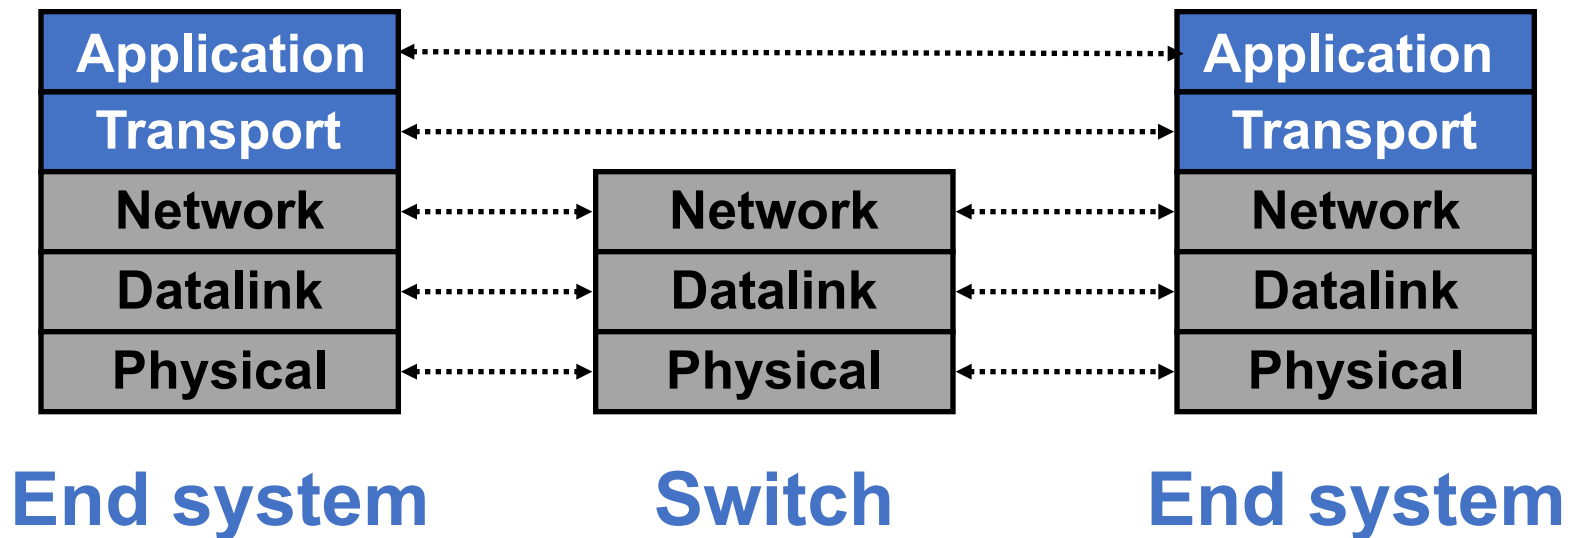 Application
Transport
Network
Datalink
Physical
End system
Network
Datalink
Physical
Switch
Application
Transport
Network
Datalink
Physical
End system